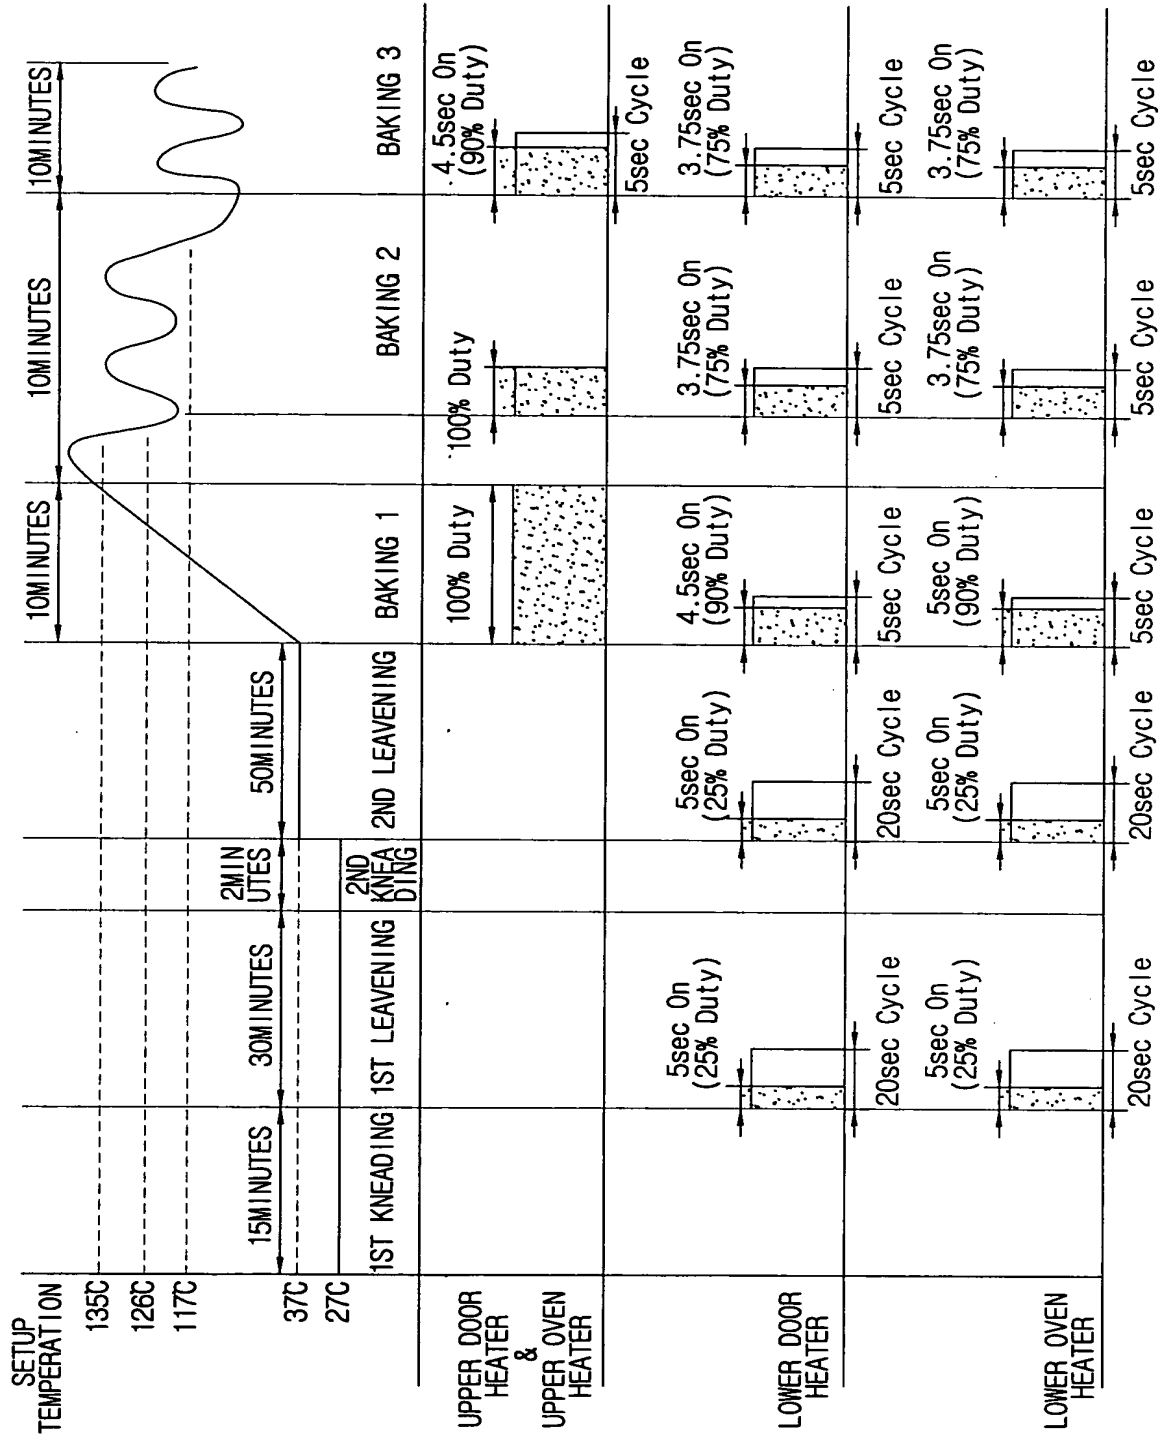 SETUP
TEMPERATION
135C
126C
117C
37C
27C
15MINUTES
30MINUTES
2MIN
UTES
50MINUTES
10MINUTES
10MINUTES
10MINUTES
1ST KNEADING
1ST LEAVENING
2ND
KNEA
DING
2ND LEAVENING
BAKING 1
BAKING 2
BAKING 3
UPPER DOOR
HEATER
&
UPPER OVEN
HEATER
100% Duty
100% Duty
4.5sec On
(90% Duty)
5sec Cycle
LOWER DOOR
HEATER
5sec On
(25% Duty)
20sec Cycle
5sec On
(25% Duty)
20sec Cycle
4.5sec On
(90% Duty)
5sec Cycle
3.75sec On
(75% Duty)
5sec Cycle
3.75sec On
(75% Duty)
5sec Cycle
LOWER OVEN
HEATER
5sec On
(25% Duty)
20sec Cycle
5sec On
(25% Duty)
20sec Cycle
5sec On
(90% Duty)
5sec Cycle
3.75sec On
(75% Duty)
5sec Cycle
3.75sec On
(75% Duty)
5sec Cycle